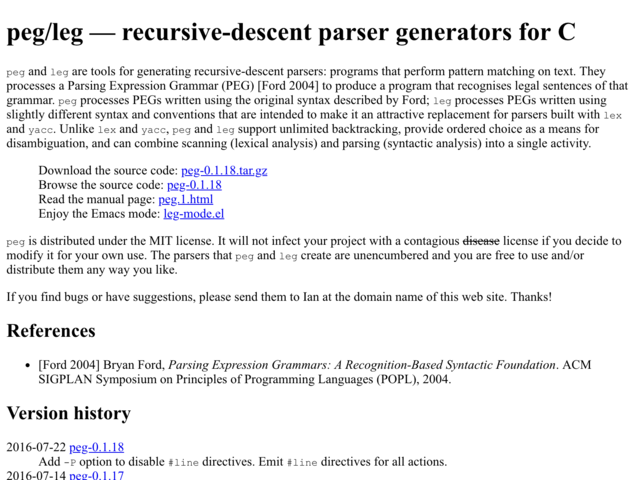 peg/leg — recursive-descent parser generators for C
peg and leg are tools for generating recursive-descent parsers: programs that perform pattern matching on text. They
processes a Parsing Expression Grammar (PEG) [Ford 2004] to produce a program that recognises legal sentences of that
grammar. peg processes PEGs written using the original syntax described by Ford; leg processes PEGs written using
slightly different syntax and conventions that are intended to make it an attractive replacement for parsers built with lex
and yacc. Unlike lex and yacc, peg and leg support unlimited backtracking, provide ordered choice as a means for
disambiguation, and can combine scanning (lexical analysis) and parsing (syntactic analysis) into a single activity.
Download the source code: peg-0.1.18.tar.gz
Browse the source code: peg-0.1.18
Read the manual page: peg.1.html
Enjoy the Emacs mode: leg-mode.el
peg is distributed under the MIT license. It will not infect your project with a contagious disease license if you decide to
modify it for your own use. The parsers that peg and leg create are unencumbered and you are free to use and/or
distribute them any way you like.
If you find bugs or have suggestions, please send them to Ian at the domain name of this web site. Thanks!
References
• [Ford 2004] Bryan Ford, Parsing Expression Grammars: A Recognition-Based Syntactic Foundation. ACM
SIGPLAN Symposium on Principles of Programming Languages (POPL), 2004.
Version history
2016-07-22 peg-0.1.18
Add -P option to disable #line directives. Emit #line directives for all actions.
2016-07-14 peg-0.1.17